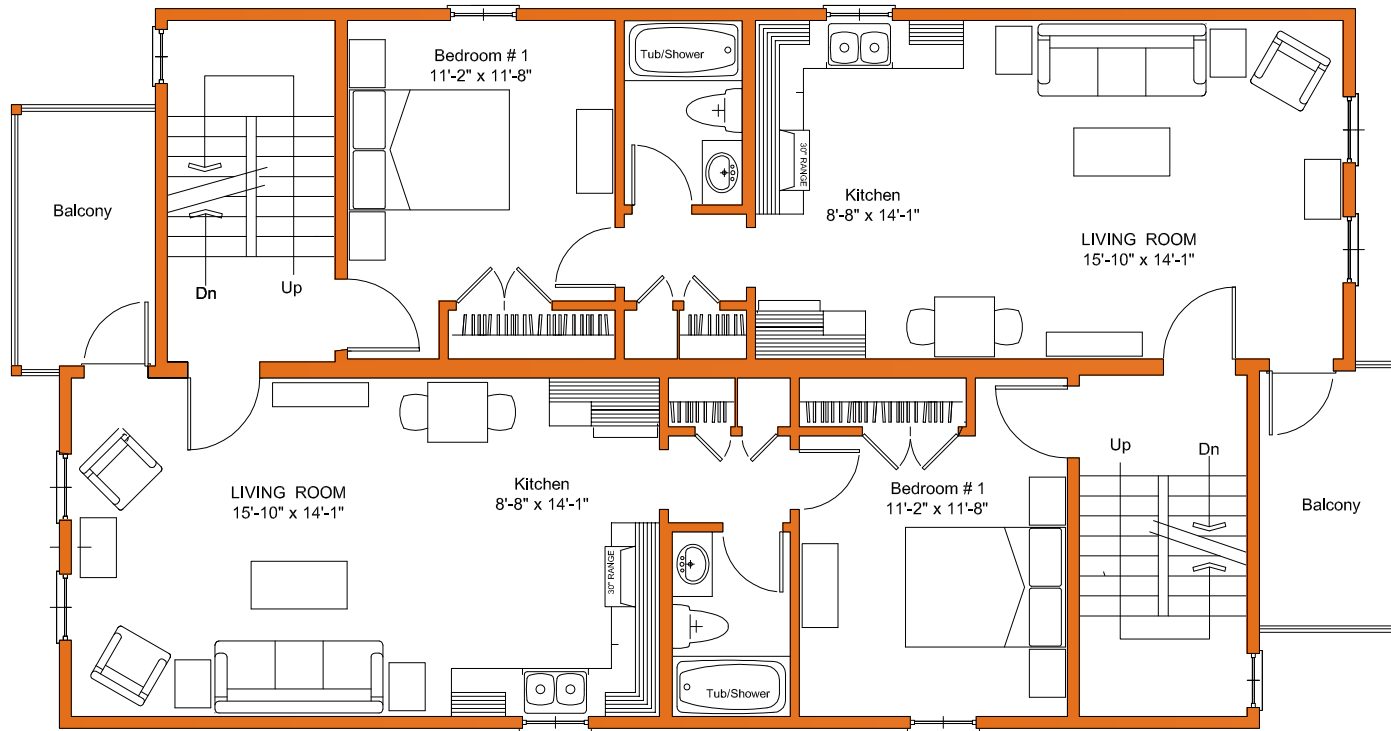 Bedroom # 1
11'-2" x 11'-8"
Tub/Shower
30" RANGE
Kitchen
8'-8" x 14'-1"
LIVING ROOM
15'-10" x 14'-1"
Balcony
Dn
Up
LIVING ROOM
15'-10" x 14'-1"
Kitchen
8'-8" x 14'-1"
30" RANGE
Tub/Shower
Bedroom # 1
11'-2" x 11'-8"
Up
Dn
Balcony